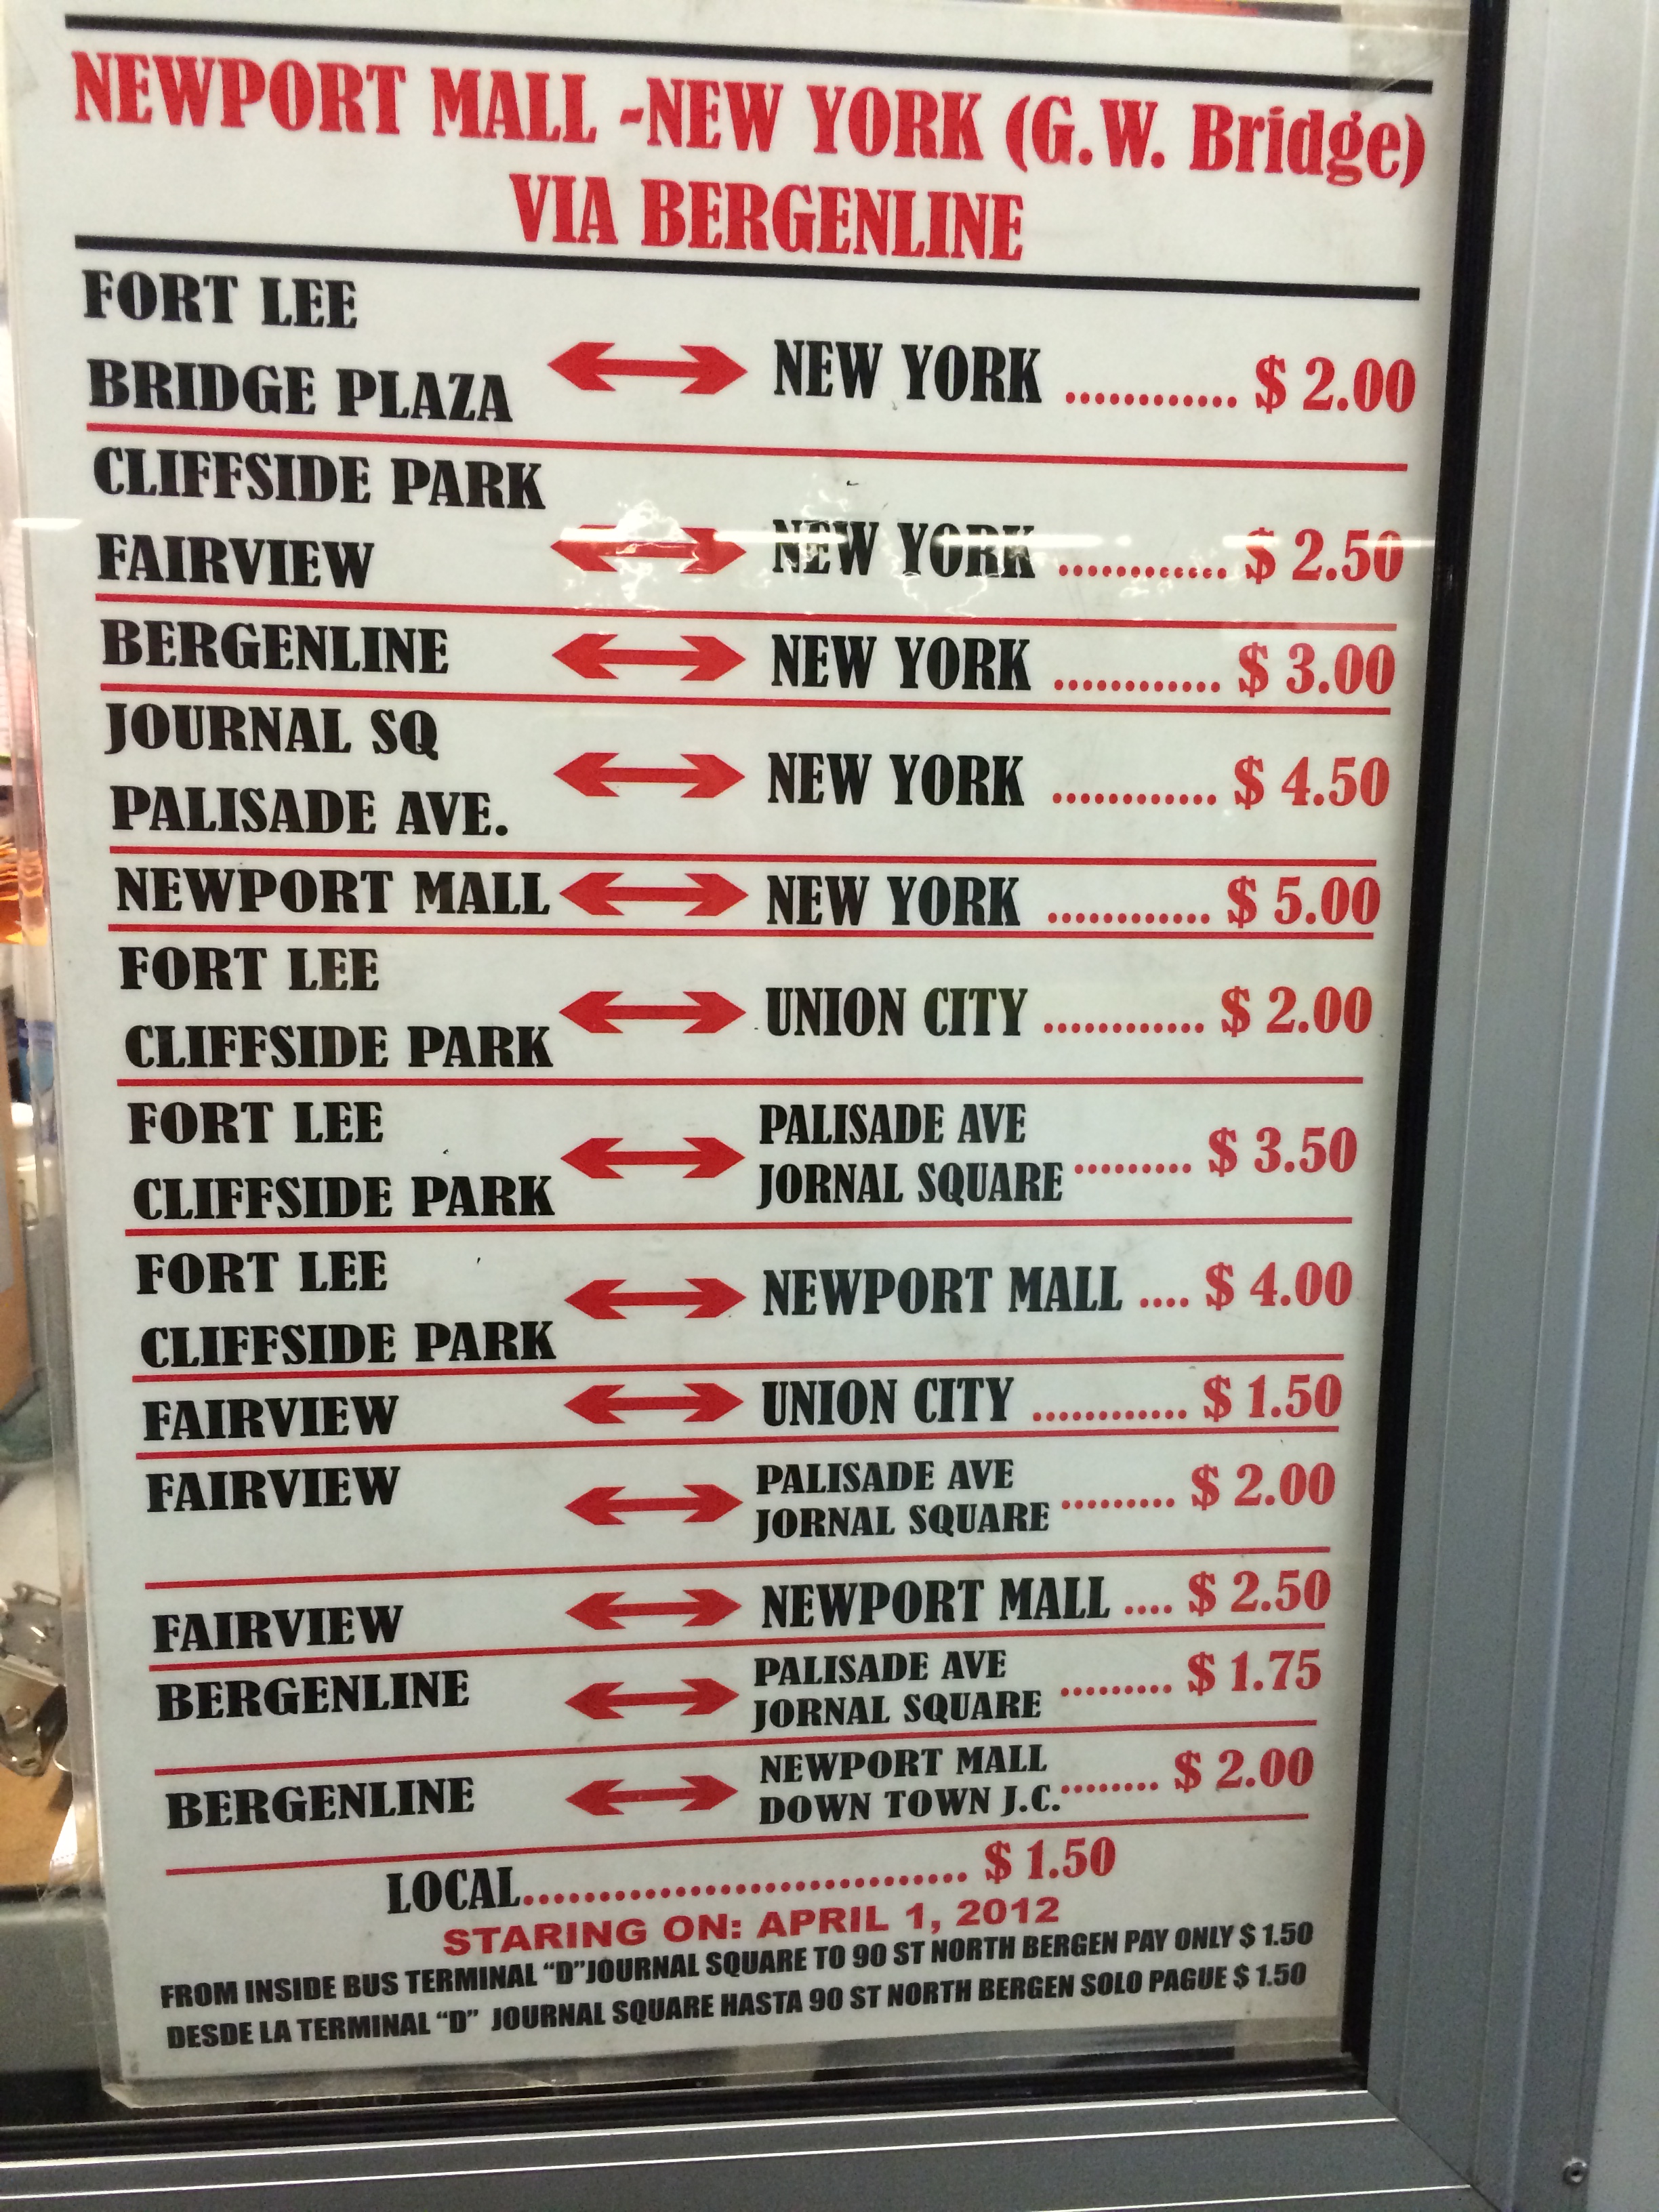 NEWPORT MALL -NEW YORK (G.W. Bridge)
VIA BERGENLINE
FORT LEE
BRIDGE PLAZA NEW YORK ............ $ 2.00
CLIFFSIDE PARK
FAIRVIEW NEW YORK ............ $ 2.50
BERGENLINE NEW YORK ............ $ 3.00
JOURNAL SQ
PALISADE AVE. NEW YORK ............ $ 4.50
NEWPORT MALL NEW YORK ............ $ 5.00
FORT LEE
CLIFFSIDE PARK UNION CITY ............ $ 2.00
FORT LEE PALISADE AVE
CLIFFSIDE PARK JORNAL SQUARE ......... $ 3.50
FORT LEE
CLIFFSIDE PARK NEWPORT MALL .... $ 4.00
FAIRVIEW UNION CITY ............ $ 1.50
FAIRVIEW PALISADE AVE
JORNAL SQUARE ......... $ 2.00
FAIRVIEW NEWPORT MALL .... $ 2.50
BERGENLINE PALISADE AVE
JORNAL SQUARE ......... $ 1.75
BERGENLINE NEWPORT MALL
DOWN TOWN J.C. ........ $ 2.00
LOCAL.............................. $ 1.50
STARING ON: APRIL 1, 2012
FROM INSIDE BUS TERMINAL “D”JOURNAL SQUARE TO 90 ST NORTH BERGEN PAY ONLY $ 1.50
DESDE LA TERMINAL “D” JOURNAL SQUARE HASTA 90 ST NORTH BERGEN SOLO PAGUE $ 1.50